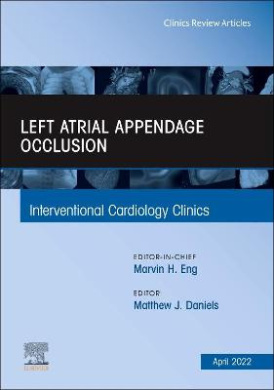 Clinics Review Articles
LEFT ATRIAL APPENDAGE
OCCLUSION
Interventional Cardiology Clinics
EDITOR-IN-CHIEF
Marvin H. Eng
EDITOR
Matthew J. Daniels
ELSEVIER
April 2022